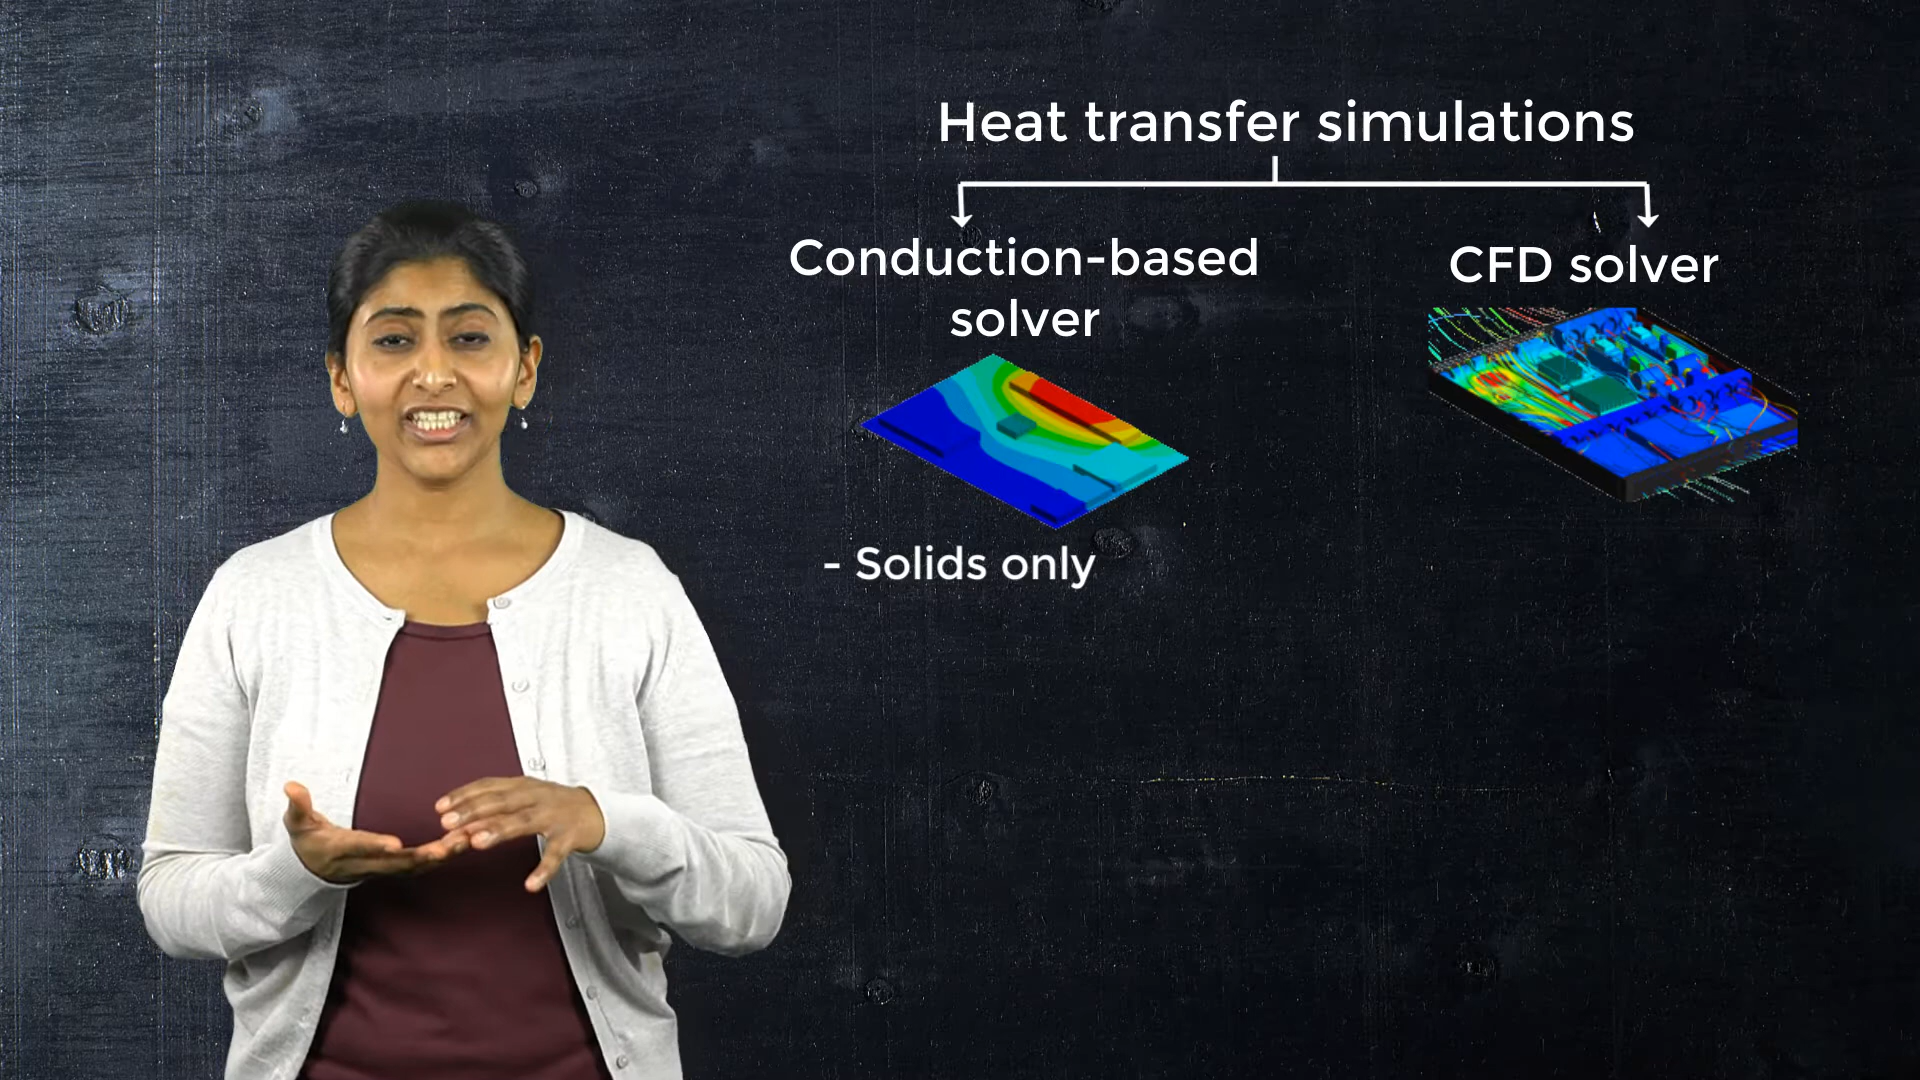 Heat transfer simulations
Conduction-based
solver
CFD solver
- Solids only